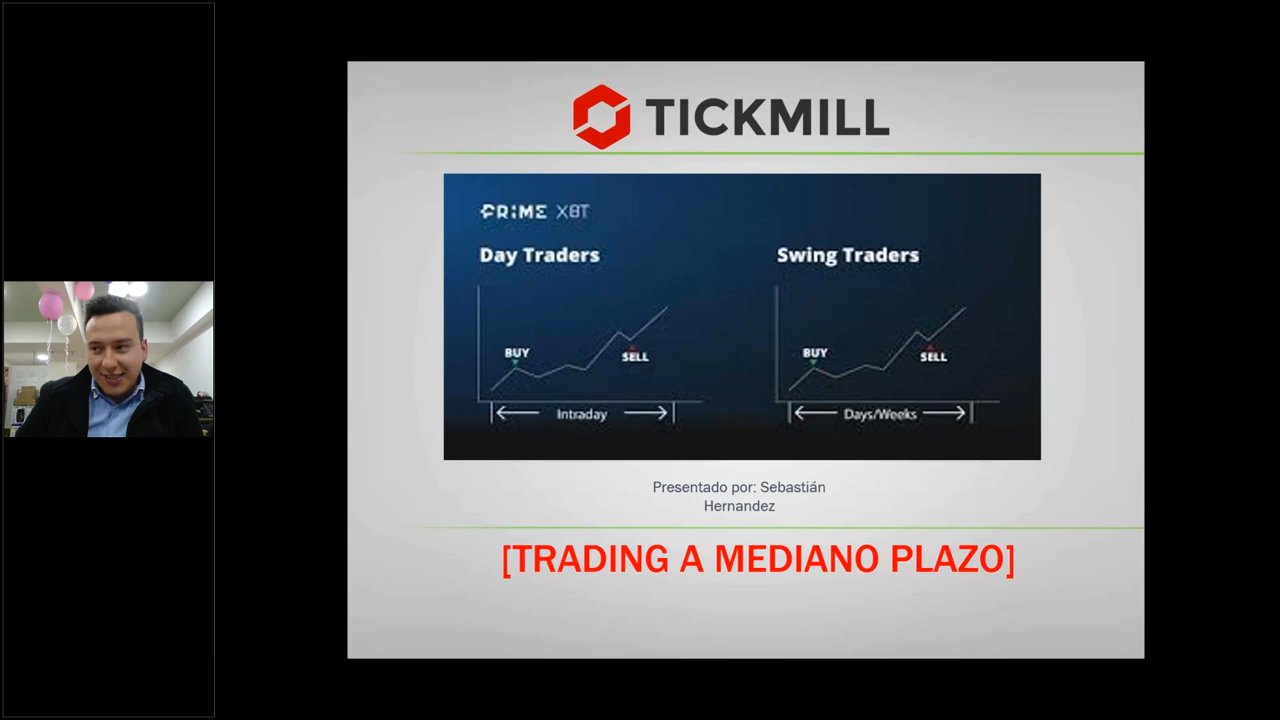 TICKMILL
PRIME XBT
Day Traders
Swing Traders
BUY
SELL
BUY
SELL
Intraday
Days/Weeks
Presentado por: Sebastián
Hernandez
[TRADING A MEDIANO PLAZO]